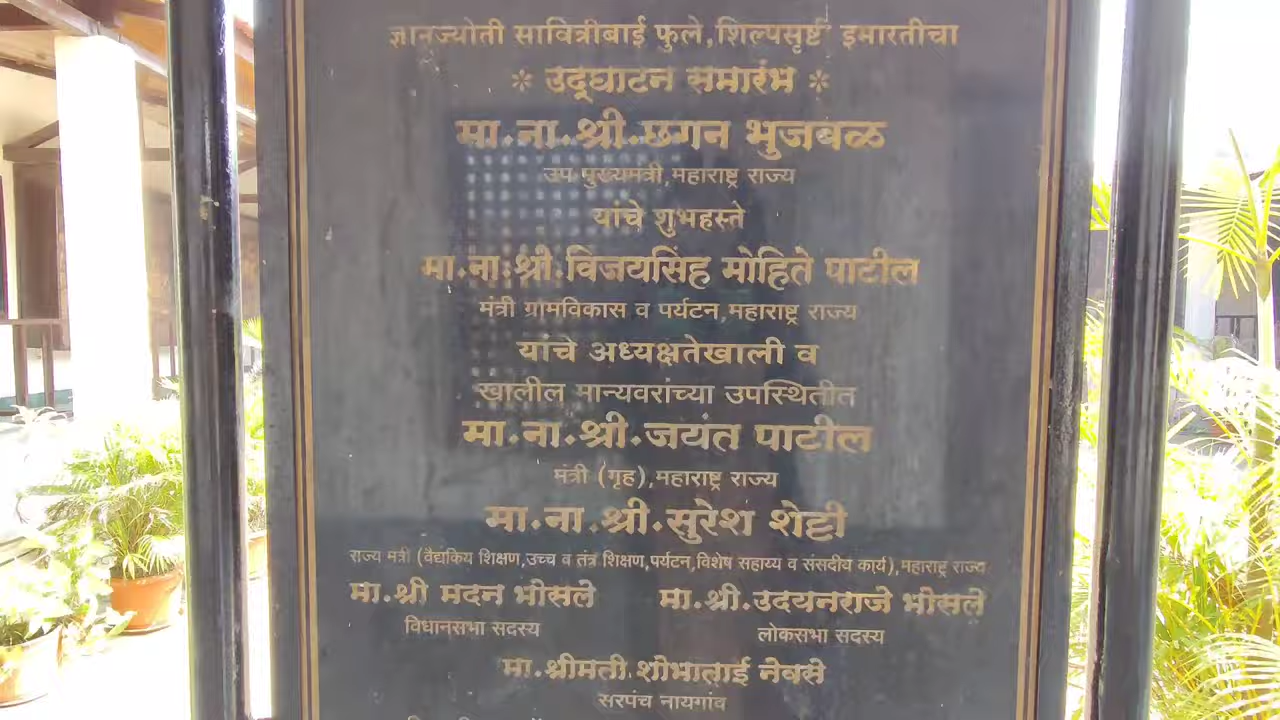 ज्ञानज्योती सावित्रीबाई फुले,शिल्पसृष्टी इमारतीचा
* उद्घाटन समारंभ *
मा.ना.श्री.छगन भुजबळ
उप मुख्यमंत्री,महाराष्ट्र राज्य
यांचे शुभहस्ते
मा.ना.श्री.विजयसिंह मोहिते पाटील
मंत्री ग्रामविकास व पर्यटन,महाराष्ट्र राज्य
यांचे अध्यक्षतेखाली व
खालील मान्यवरांच्या उपस्थितीत
मा.ना.श्री.जयंत पाटील
मंत्री (गृह),महाराष्ट्र राज्य
मा.ना.श्री.सुरेश शेट्टी
राज्य मंत्री (वैद्यकिय शिक्षण,उच्च व तंत्र शिक्षण,पर्यटन,विशेष सहाय्य व संसदीय कार्य),महाराष्ट्र राज्य
मा.श्री मदन भोसले मा.श्री.उदयनराजे भोसले
विधानसभा सदस्य लोकसभा सदस्य
मा.श्रीमती.शोभाताई नेवसे
सरपंच नायगांव